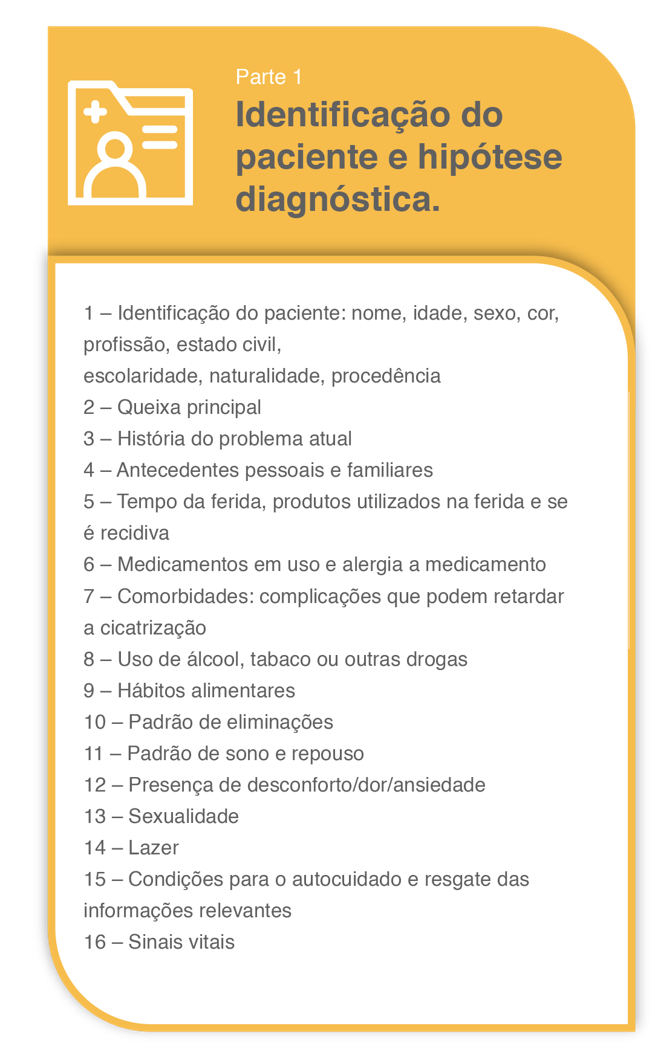 Parte 1
Identificação do
paciente e hipótese
diagnóstica.
1 – Identificação do paciente: nome, idade, sexo, cor,
profissão, estado civil,
escolaridade, naturalidade, procedência
2 – Queixa principal
3 – História do problema atual
4 – Antecedentes pessoais e familiares
5 – Tempo da ferida, produtos utilizados na ferida e se
é recidiva
6 – Medicamentos em uso e alergia a medicamento
7 – Comorbidades: complicações que podem retardar
a cicatrização
8 – Uso de álcool, tabaco ou outras drogas
9 – Hábitos alimentares
10 – Padrão de eliminações
11 – Padrão de sono e repouso
12 – Presença de desconforto/dor/ansiedade
13 – Sexualidade
14 – Lazer
15 – Condições para o autocuidado e resgate das
informações relevantes
16 – Sinais vitais